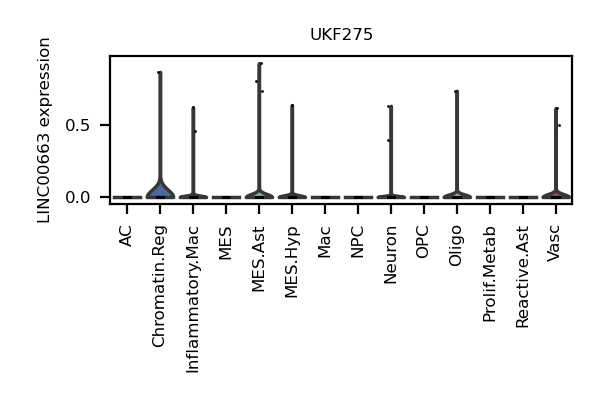 UKF275
LINC00663 expression
0.5
0.0
AC
Chromatin.Reg
Inflammatory.Mac
MES
MES.Ast
MES.Hyp
Mac
NPC
Neuron
OPC
Oligo
Prolif.Metab
Reactive.Ast
Vasc